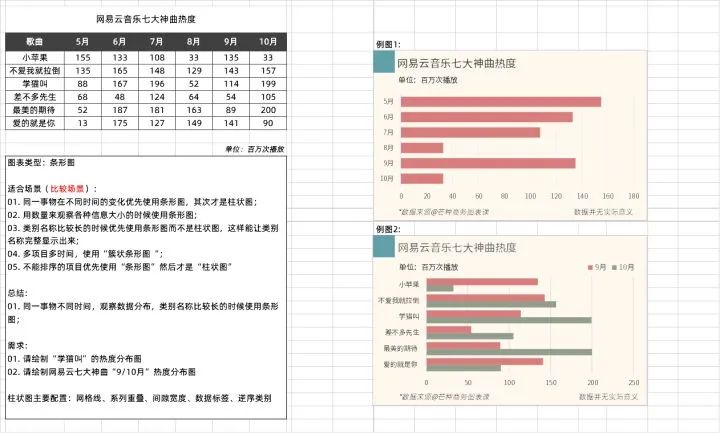 网易云音乐七大神曲热度
歌曲 5月 6月 7月 8月 9月 10月
小苹果 155 133 108 33 135 33
不爱我就拉倒 135 165 148 129 143 157
学猫叫 88 167 196 52 114 199
差不多先生 68 48 124 64 54 105
最美的期待 52 187 181 163 89 200
爱的就是你 13 175 127 149 141 90
单位：百万次播放
图表类型：条形图
适合场景（比较场景）：
01. 同一事物在不同时间的变化优先使用条形图，其次才是柱状图；
02. 用数量来观察各种信息大小的时候使用条形图；
03. 类别名称比较长的时候优先使用条形图而不是柱状图，这样能让类别
名称完整显示出来；
04. 多项目多时间，使用“簇状条形图 ”；
05. 不能排序的项目优先使用“条形图”然后才是“柱状图”
总结：
01. 同一事物不同时间，观察数据分布，类别名称比较长的时候使用条形
图；
需求：
01. 请绘制“学猫叫”的热度分布图
02. 请绘制网易云七大神曲“9/10月”热度分布图
柱状图主要配置：网格线、系列重叠、间隙宽度、数据标签、逆序类别
例图1：
网易云音乐七大神曲热度
单位：百万次播放
5月
6月
7月
8月
9月
10月
0 20 40 60 80 100 120 140 160 180
*数据来源@芒种商务图表课 数据并无实际意义
例图2：
网易云音乐七大神曲热度
单位：百万次播放 9月 10月
小苹果
不爱我就拉倒
学猫叫
差不多先生
最美的期待
爱的就是你
0 50 100 150 200 250
*数据来源@芒种商务图表课 数据并无实际意义